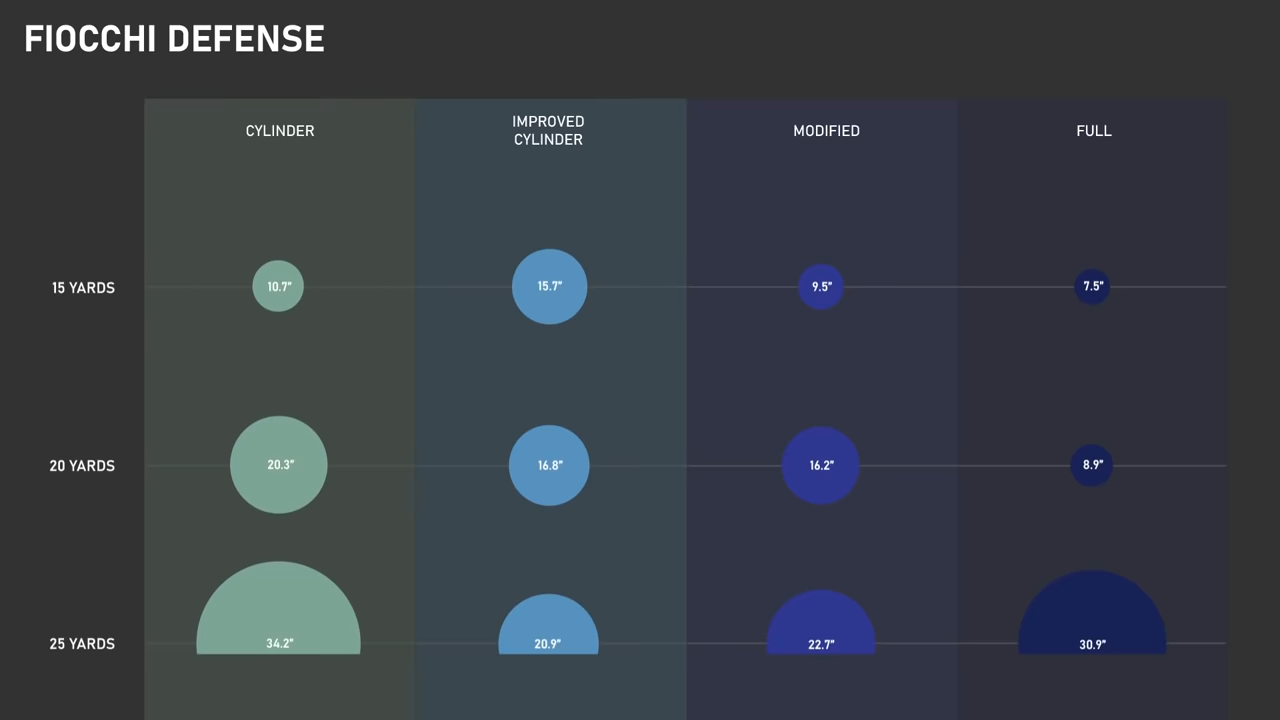 FIOCCHI DEFENSE
CYLINDER
IMPROVED
CYLINDER
MODIFIED
FULL
15 YARDS
10.7"
15.7"
9.5"
7.5"
20 YARDS
20.3"
16.8"
16.2"
8.9"
25 YARDS
34.2"
20.9"
22.7"
30.9"